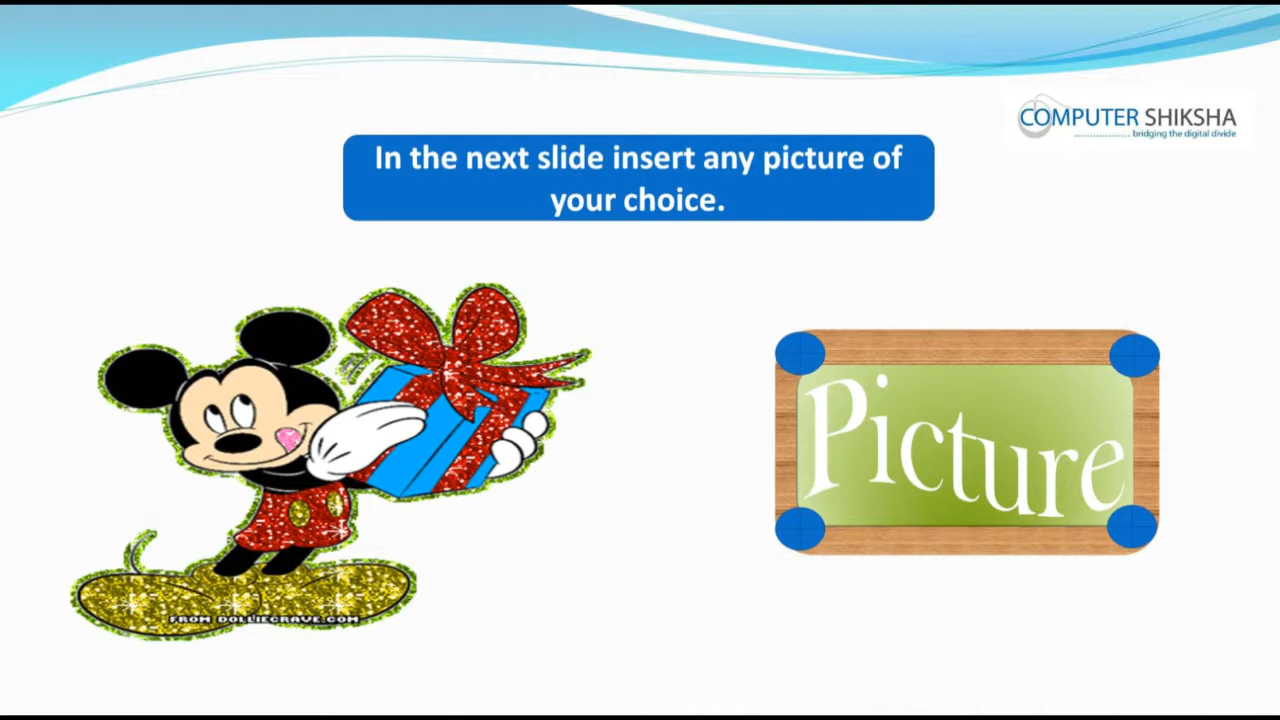 COMPUTER SHIKSHA
bridging the digital divide
In the next slide insert any picture of
your choice.
Picture
FROM DOLLIECRAVE.COM